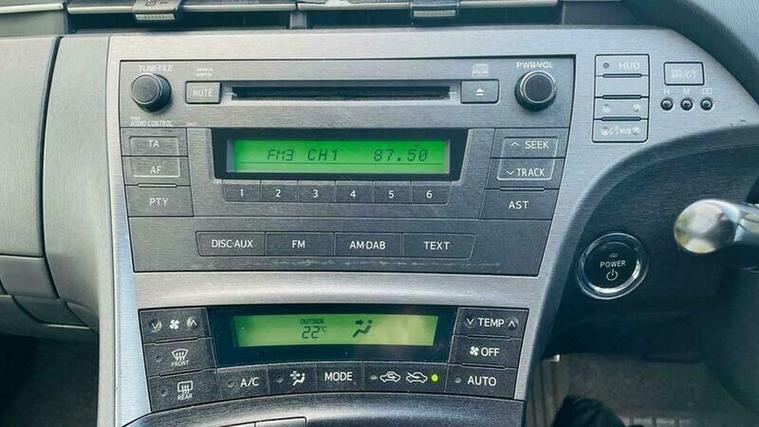 TUNE·FILE
PWR·VOL
HUD
MUTE
AUDIO CONTROL
H M
TA
FM3 CH1 87.50
SEEK
AF
TRACK
1 2 3 4 5 6
PTY
AST
HUD
DISC·AUX FM AM·DAB TEXT
POWER
OUTSIDE
22°C
TEMP
FRONT
OFF
REAR
A/C
MODE
AUTO